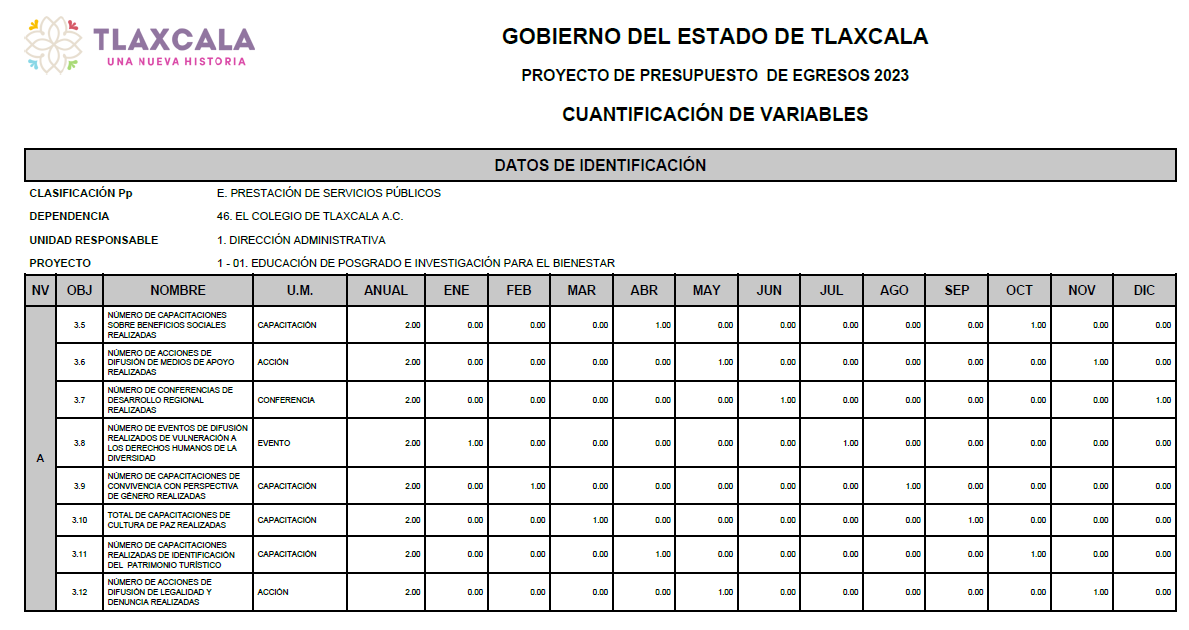 TLAXCALA
UNA NUEVA HISTORIA
GOBIERNO DEL ESTADO DE TLAXCALA
PROYECTO DE PRESUPUESTO DE EGRESOS 2023
CUANTIFICACIÓN DE VARIABLES
DATOS DE IDENTIFICACIÓN
CLASIFICACIÓN Pp E. PRESTACIÓN DE SERVICIOS PÚBLICOS
DEPENDENCIA 46. EL COLEGIO DE TLAXCALA A.C.
UNIDAD RESPONSABLE 1. DIRECCIÓN ADMINISTRATIVA
PROYECTO 1 - 01. EDUCACIÓN DE POSGRADO E INVESTIGACIÓN PARA EL BIENESTAR
NV OBJ NOMBRE U.M. ANUAL ENE FEB MAR ABR MAY JUN JUL AGO SEP OCT NOV DIC
A
NÚMERO DE CAPACITACIONES
3.5 SOBRE BENEFICIOS SOCIALES CAPACITACIÓN 2.00 0.00 0.00 0.00 1.00 0.00 0.00 0.00 0.00 0.00 1.00 0.00 0.00
REALIZADAS
NÚMERO DE ACCIONES DE
3.6 DIFUSIÓN DE MEDIOS DE APOYO ACCIÓN 2.00 0.00 0.00 0.00 0.00 1.00 0.00 0.00 0.00 0.00 0.00 1.00 0.00
REALIZADAS
NÚMERO DE CONFERENCIAS DE
3.7 DESARROLLO REGIONAL CONFERENCIA 2.00 0.00 0.00 0.00 0.00 0.00 1.00 0.00 0.00 0.00 0.00 0.00 1.00
REALIZADAS
NÚMERO DE EVENTOS DE DIFUSIÓN
REALIZADOS DE VULNERACIÓN A
3.8 LOS DERECHOS HUMANOS DE LA EVENTO 2.00 1.00 0.00 0.00 0.00 0.00 0.00 1.00 0.00 0.00 0.00 0.00 0.00
DIVERSIDAD
NÚMERO DE CAPACITACIONES DE
3.9 CONVIVENCIA CON PERSPECTIVA CAPACITACIÓN 2.00 0.00 1.00 0.00 0.00 0.00 0.00 0.00 1.00 0.00 0.00 0.00 0.00
DE GÉNERO REALIZADAS
TOTAL DE CAPACITACIONES DE
3.10 CULTURA DE PAZ REALIZADAS CAPACITACIÓN 2.00 0.00 0.00 1.00 0.00 0.00 0.00 0.00 0.00 1.00 0.00 0.00 0.00
NÚMERO DE CAPACITACIONES
3.11 REALIZADAS DE IDENTIFICACIÓN CAPACITACIÓN 2.00 0.00 0.00 0.00 1.00 0.00 0.00 0.00 0.00 0.00 1.00 0.00 0.00
DEL PATRIMONIO TURÍSTICO
NÚMERO DE ACCIONES DE
3.12 DIFUSIÓN DE LEGALIDAD Y ACCIÓN 2.00 0.00 0.00 0.00 0.00 1.00 0.00 0.00 0.00 0.00 0.00 1.00 0.00
DENUNCIA REALIZADAS